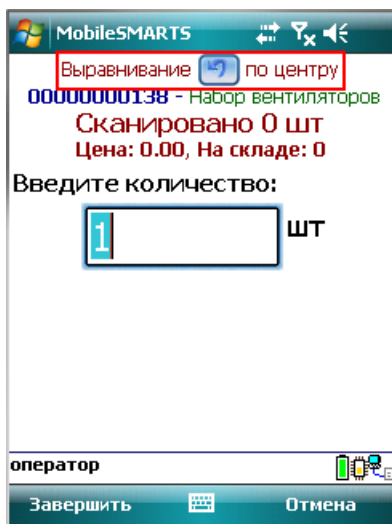 MobileSMARTS
Выравнивание по центру
00000000138 - Набор вентиляторов
Сканировано 0 шт
Цена: 0.00, На складе: 0
Введите количество:
1 шт
оператор
Завершить Отмена